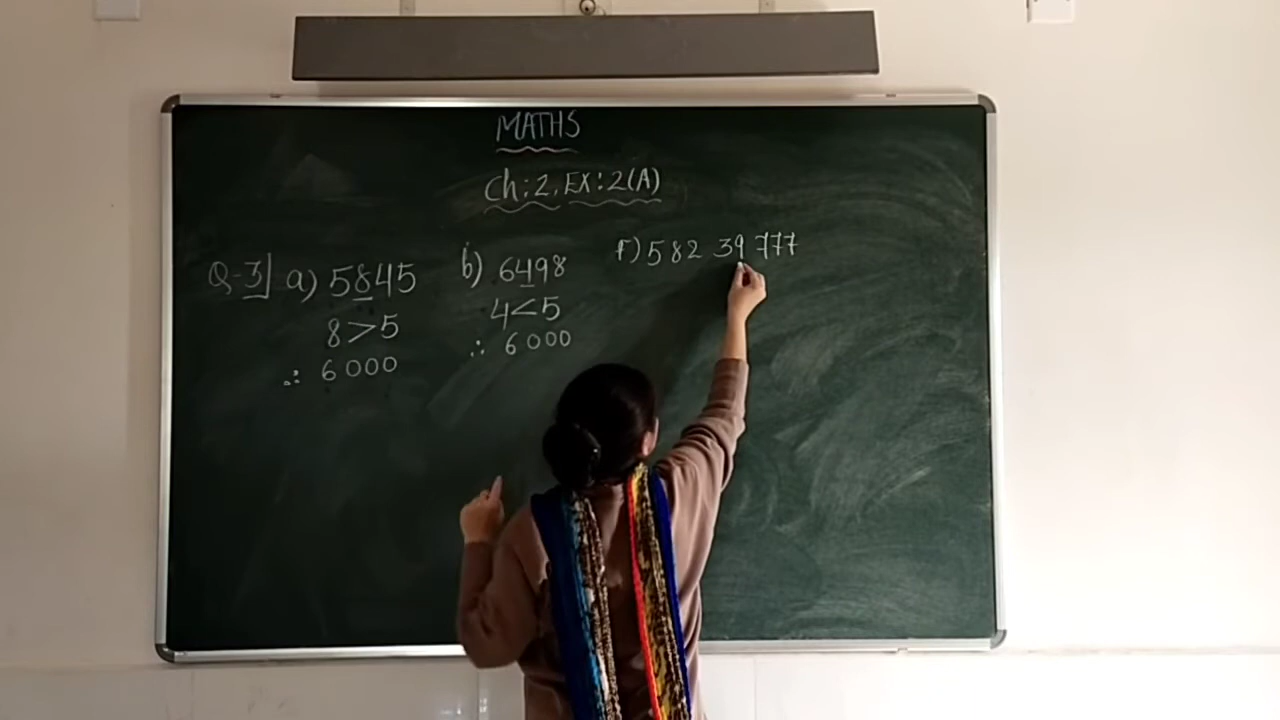 MATHS
Ch:2, EX:2(A)
Q-3] a) 5845
8>5
∴ 6000
b) 6498
4<5
∴ 6000
f) 582 39 777